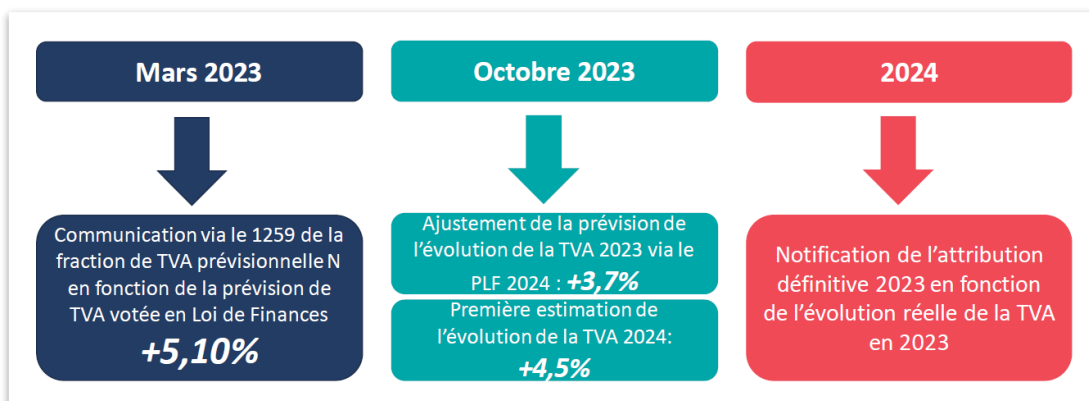 Mars 2023
Communication via le 1259 de la
fraction de TVA prévisionnelle N
en fonction de la prévision de
TVA votée en Loi de Finances
+5,10%
Octobre 2023
Ajustement de la prévision de
l'évolution de la TVA 2023 via le
PLF 2024 : +3,7%
Première estimation de
l'évolution de la TVA 2024:
+4,5%
2024
Notification de l'attribution
définitive 2023 en fonction
de l'évolution réelle de la TVA
en 2023